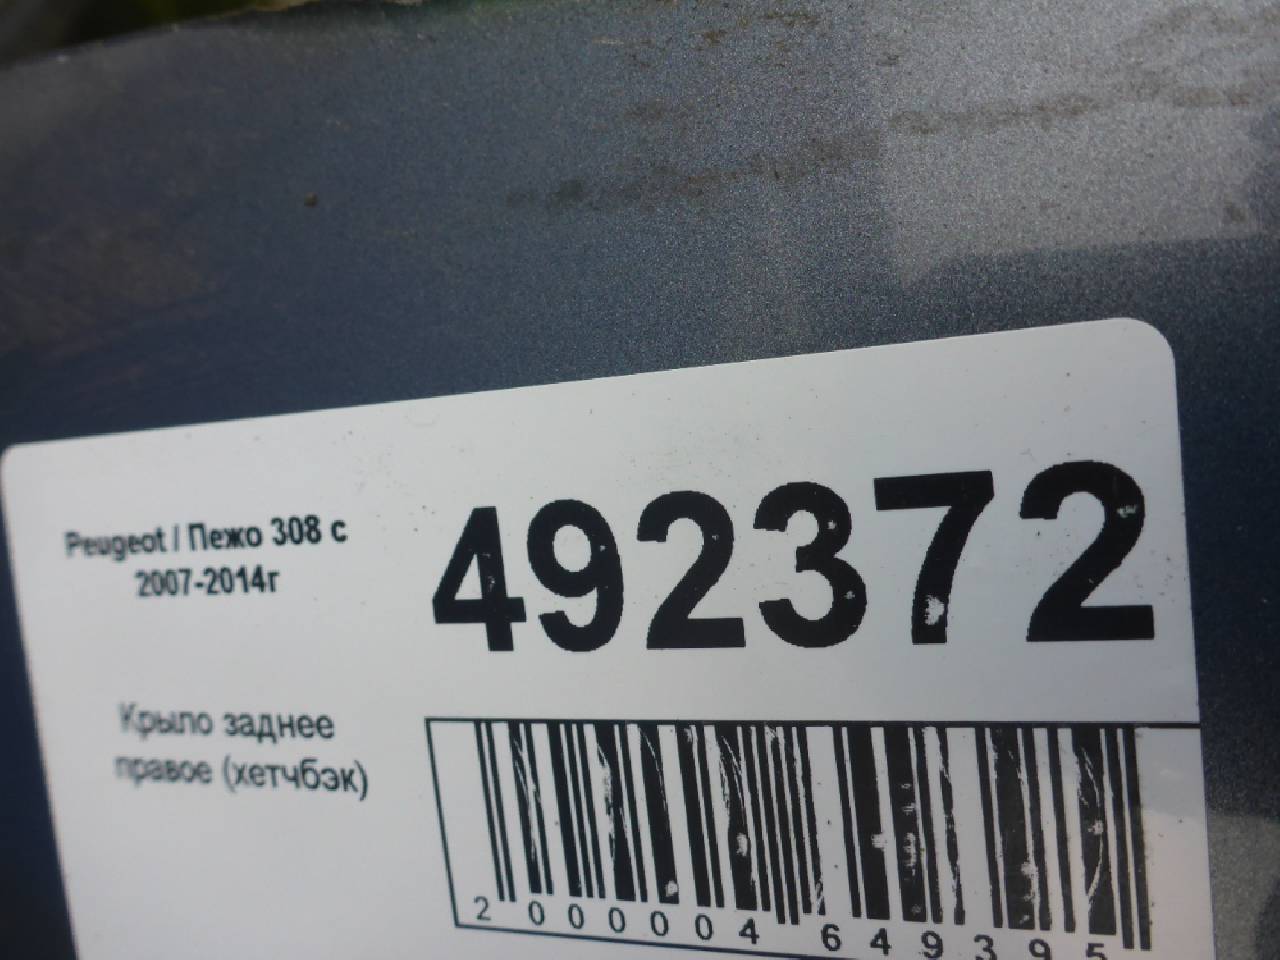 Peugeot / Пежо 308 с
2007-2014г
492372
Крыло заднее
правое (хетчбэк)
2 000004 649395